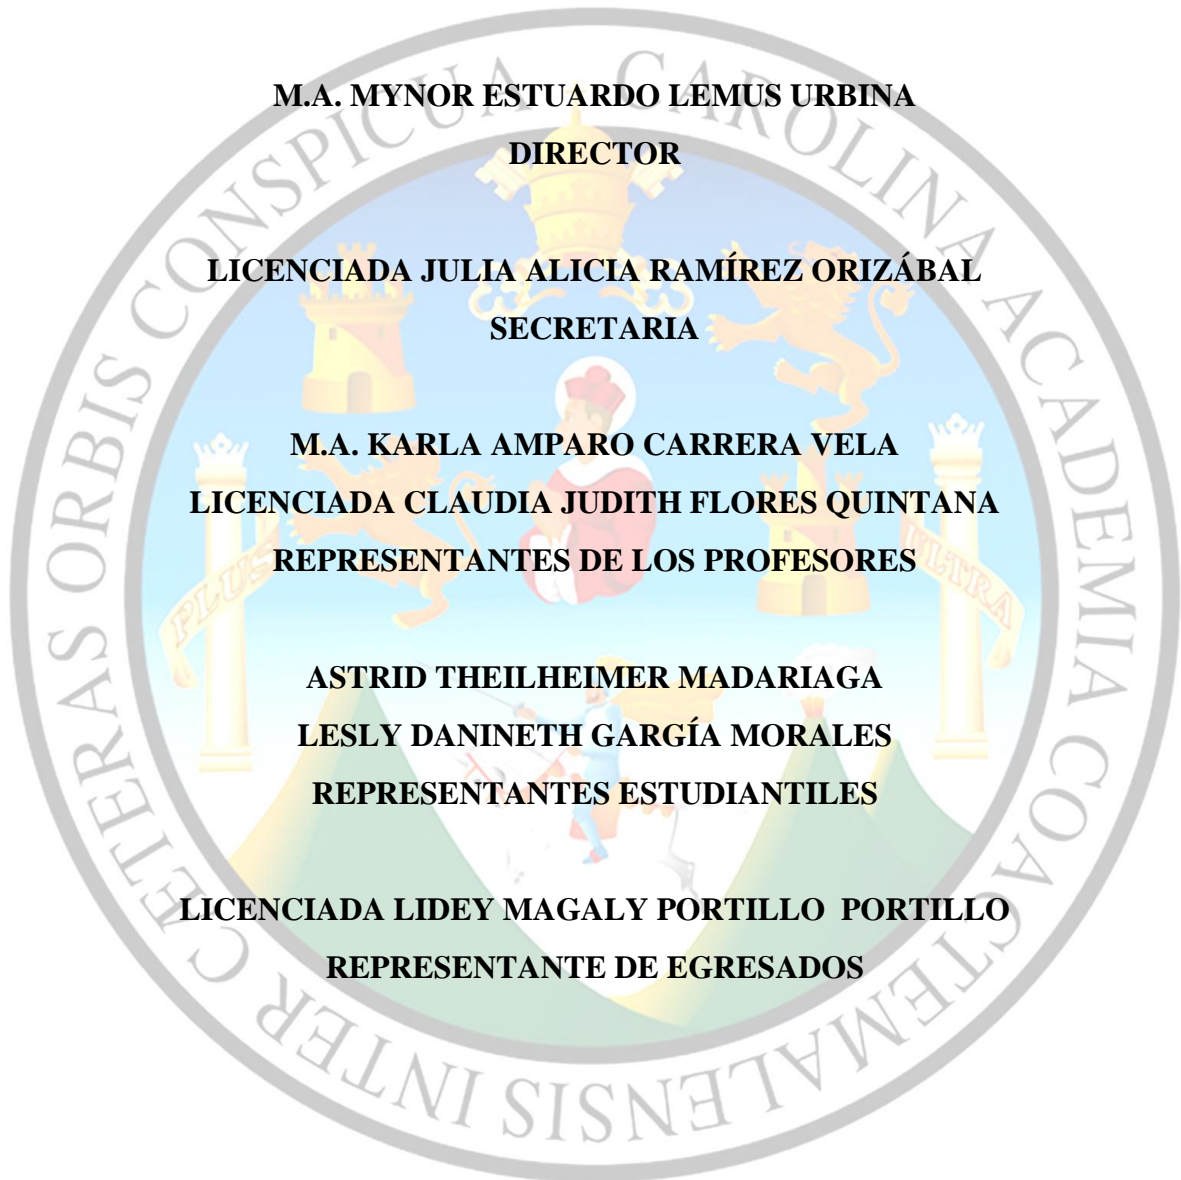 M.A. MYNOR ESTUARDO LEMUS URBINA
DIRECTOR
LICENCIADA JULIA ALICIA RAMÍREZ ORIZÁBAL
SECRETARIA
M.A. KARLA AMPARO CARRERA VELA
LICENCIADA CLAUDIA JUDITH FLORES QUINTANA
REPRESENTANTES DE LOS PROFESORES
ASTRID THEILHEIMER MADARIAGA
LESLY DANINETH GARGÍA MORALES
REPRESENTANTES ESTUDIANTILES
LICENCIADA LIDEY MAGALY PORTILLO  PORTILLO
REPRESENTANTE DE EGRESADOS
CAROLINA ACADEMIA COACTEMALENSIS INTER CÆTERAS ORBIS CONSPICUA
PLUS
ULTRA